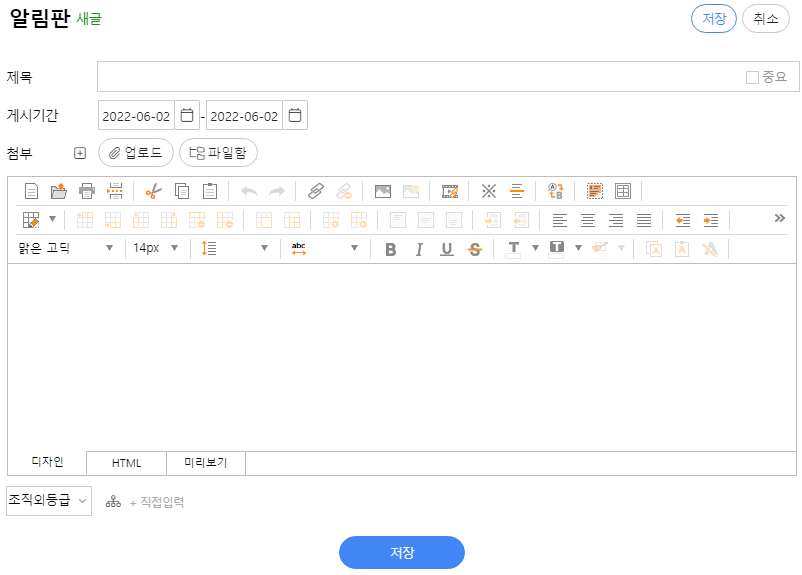 알림판 새글 저장 취소
제목 중요
게시기간 2022-06-02 - 2022-06-02
첨부 업로드 파일함
맑은 고딕 14px abc B I U S T T
디자인 HTML 미리보기
조직외등급 + 직접입력
저장